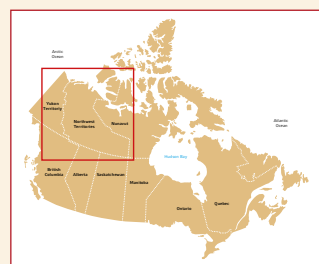 Arctic
Ocean
Yukon
Territory
Northwest
Territories
Nunavut
Atlantic
Ocean
Hudson Bay
British
Columbia
Alberta
Saskatchewan
Manitoba
Ontario
Quebec